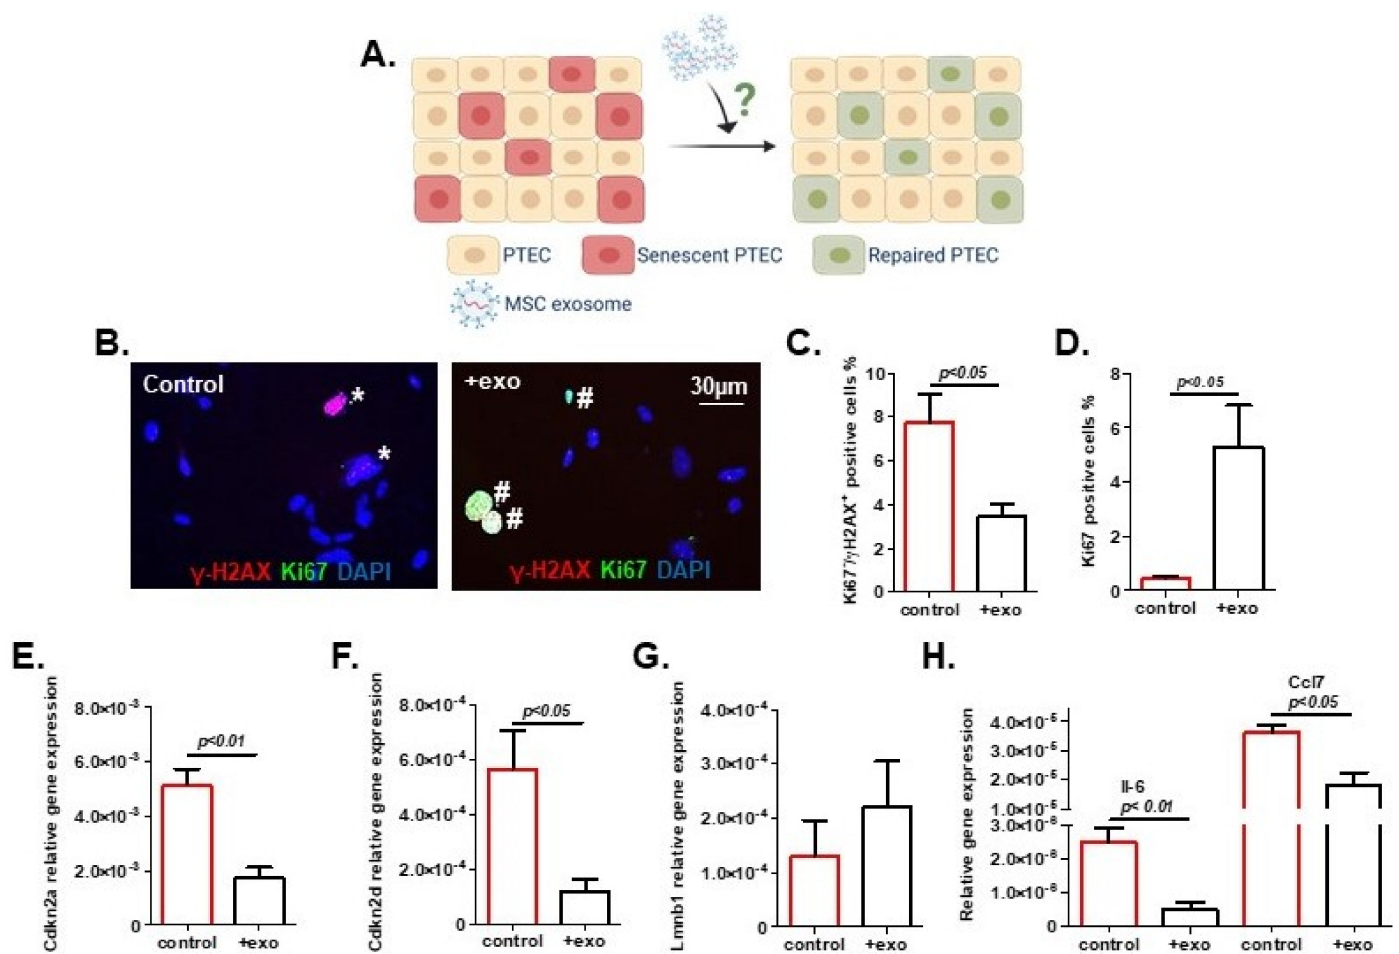 A.
?
PTEC
Senescent PTEC
Repaired PTEC
MSC exosome
B.
Control
*
*
γ-H2AX Ki67 DAPI
+exo
30µm
#
#
#
γ-H2AX Ki67 DAPI
C.
Ki67⁻/γH2AX⁺ positive cells %
10
8
6
4
2
0
p<0.05
control
+exo
D.
Ki67 positive cells %
8
6
4
2
0
p<0.05
control
+exo
E.
Cdkn2a relative gene expression
8.0×10⁻³
6.0×10⁻³
4.0×10⁻³
2.0×10⁻³
0
p<0.01
control
+exo
F.
Cdkn2d relative gene expression
8.0×10⁻⁴
6.0×10⁻⁴
4.0×10⁻⁴
2.0×10⁻⁴
0
p<0.05
control
+exo
G.
Lmnb1 relative gene expression
4.0×10⁻⁴
3.0×10⁻⁴
2.0×10⁻⁴
1.0×10⁻⁴
0
control
+exo
H.
Relative gene expression
4.0×10⁻⁵
3.0×10⁻⁵
2.0×10⁻⁵
1.0×10⁻⁵
3.0×10⁻⁶
2.0×10⁻⁶
1.0×10⁻⁶
0
Il-6
p< 0.01
Ccl7
p<0.05
control
+exo
control
+exo